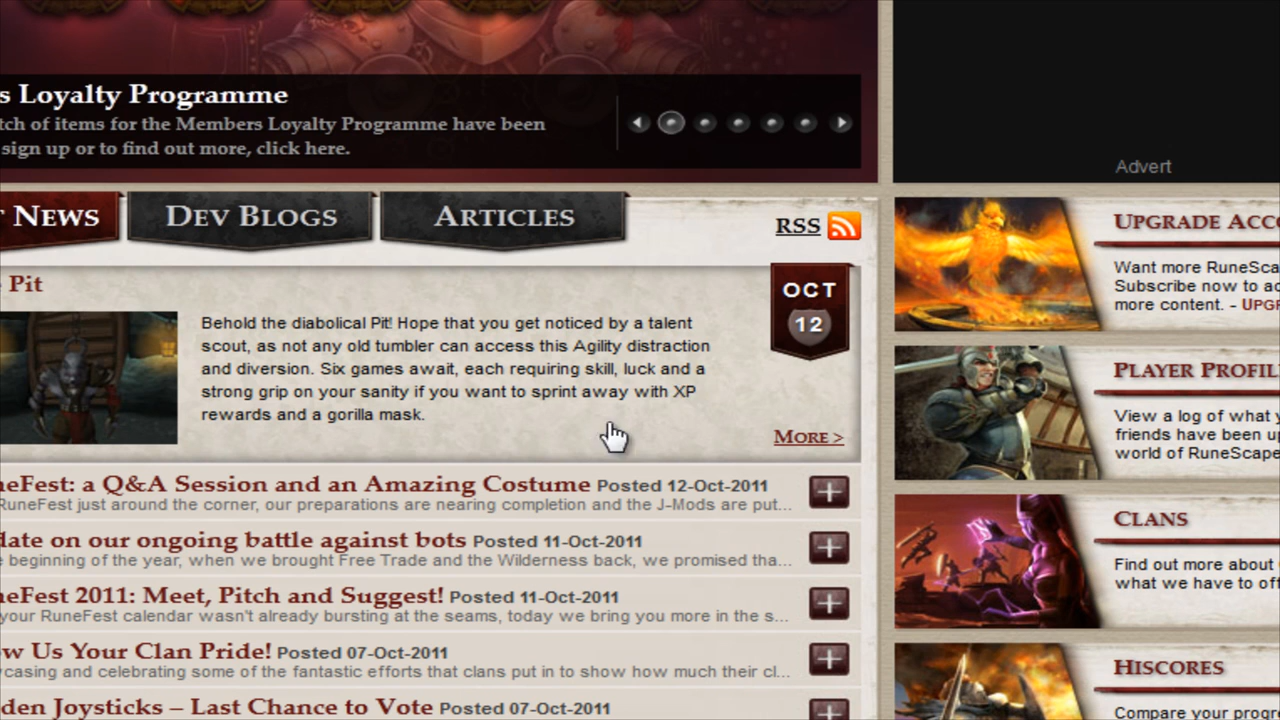 s Loyalty Programme
tch of items for the Members Loyalty Programme have been
sign up or to find out more, click here.
Advert
News
Dev Blogs
Articles
RSS
Pit
OCT
12
Behold the diabolical Pit! Hope that you get noticed by a talent
scout, as not any old tumbler can access this Agility distraction
and diversion. Six games await, each requiring skill, luck and a
strong grip on your sanity if you want to sprint away with XP
rewards and a gorilla mask.
More >
neFest: a Q&A Session and an Amazing Costume Posted 12-Oct-2011
RuneFest just around the corner, our preparations are nearing completion and the J-Mods are put...
date on our ongoing battle against bots Posted 11-Oct-2011
beginning of the year, when we brought Free Trade and the Wilderness back, we promised tha...
neFest 2011: Meet, Pitch and Suggest! Posted 11-Oct-2011
your RuneFest calendar wasn't already bursting at the seams, today we bring you more in the s...
ow Us Your Clan Pride! Posted 07-Oct-2011
wcasing and celebrating some of the fantastic efforts that clans put in to show how much their cl...
den Joysticks – Last Chance to Vote Posted 07-Oct-2011
Upgrade Acco
Want more RuneSca
Subscribe now to ac
more content. - UPGR
Player Profil
View a log of what y
friends have been up
world of RuneScape
Clans
Find out more about
what we have to off
Hiscores
Compare your progre